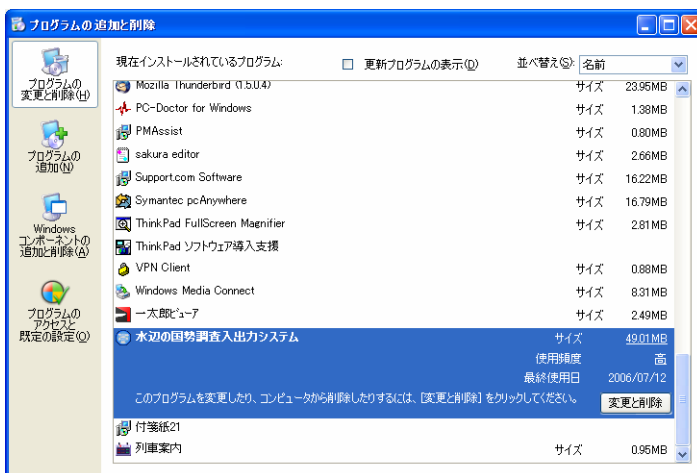 プログラムの追加と削除
プログラムの
変更と削除(H)
プログラムの
追加(N)
Windows
コンポーネントの
追加と削除(A)
プログラムの
アクセスと
既定の設定(O)
現在インストールされているプログラム: 更新プログラムの表示(D) 並べ替え(S): 名前
Mozilla Thunderbird (1.5.0.4) サイズ 23.95MB
PC-Doctor for Windows サイズ 1.38MB
PMAssist サイズ 0.80MB
sakura editor サイズ 2.66MB
Support.com Software サイズ 16.22MB
Symantec pcAnywhere サイズ 16.79MB
ThinkPad FullScreen Magnifier サイズ 2.81MB
ThinkPad ソフトウェア導入支援
VPN Client サイズ 0.88MB
Windows Media Connect サイズ 8.31MB
一太郎ビューア サイズ 2.49MB
水辺の国勢調査入出力システム サイズ 49.01MB
使用頻度 高
最終使用日 2006/07/12
このプログラムを変更したり、コンピュータから削除したりするには、[変更と削除] をクリックしてください。 変更と削除
付箋紙21
列車案内 サイズ 0.95MB